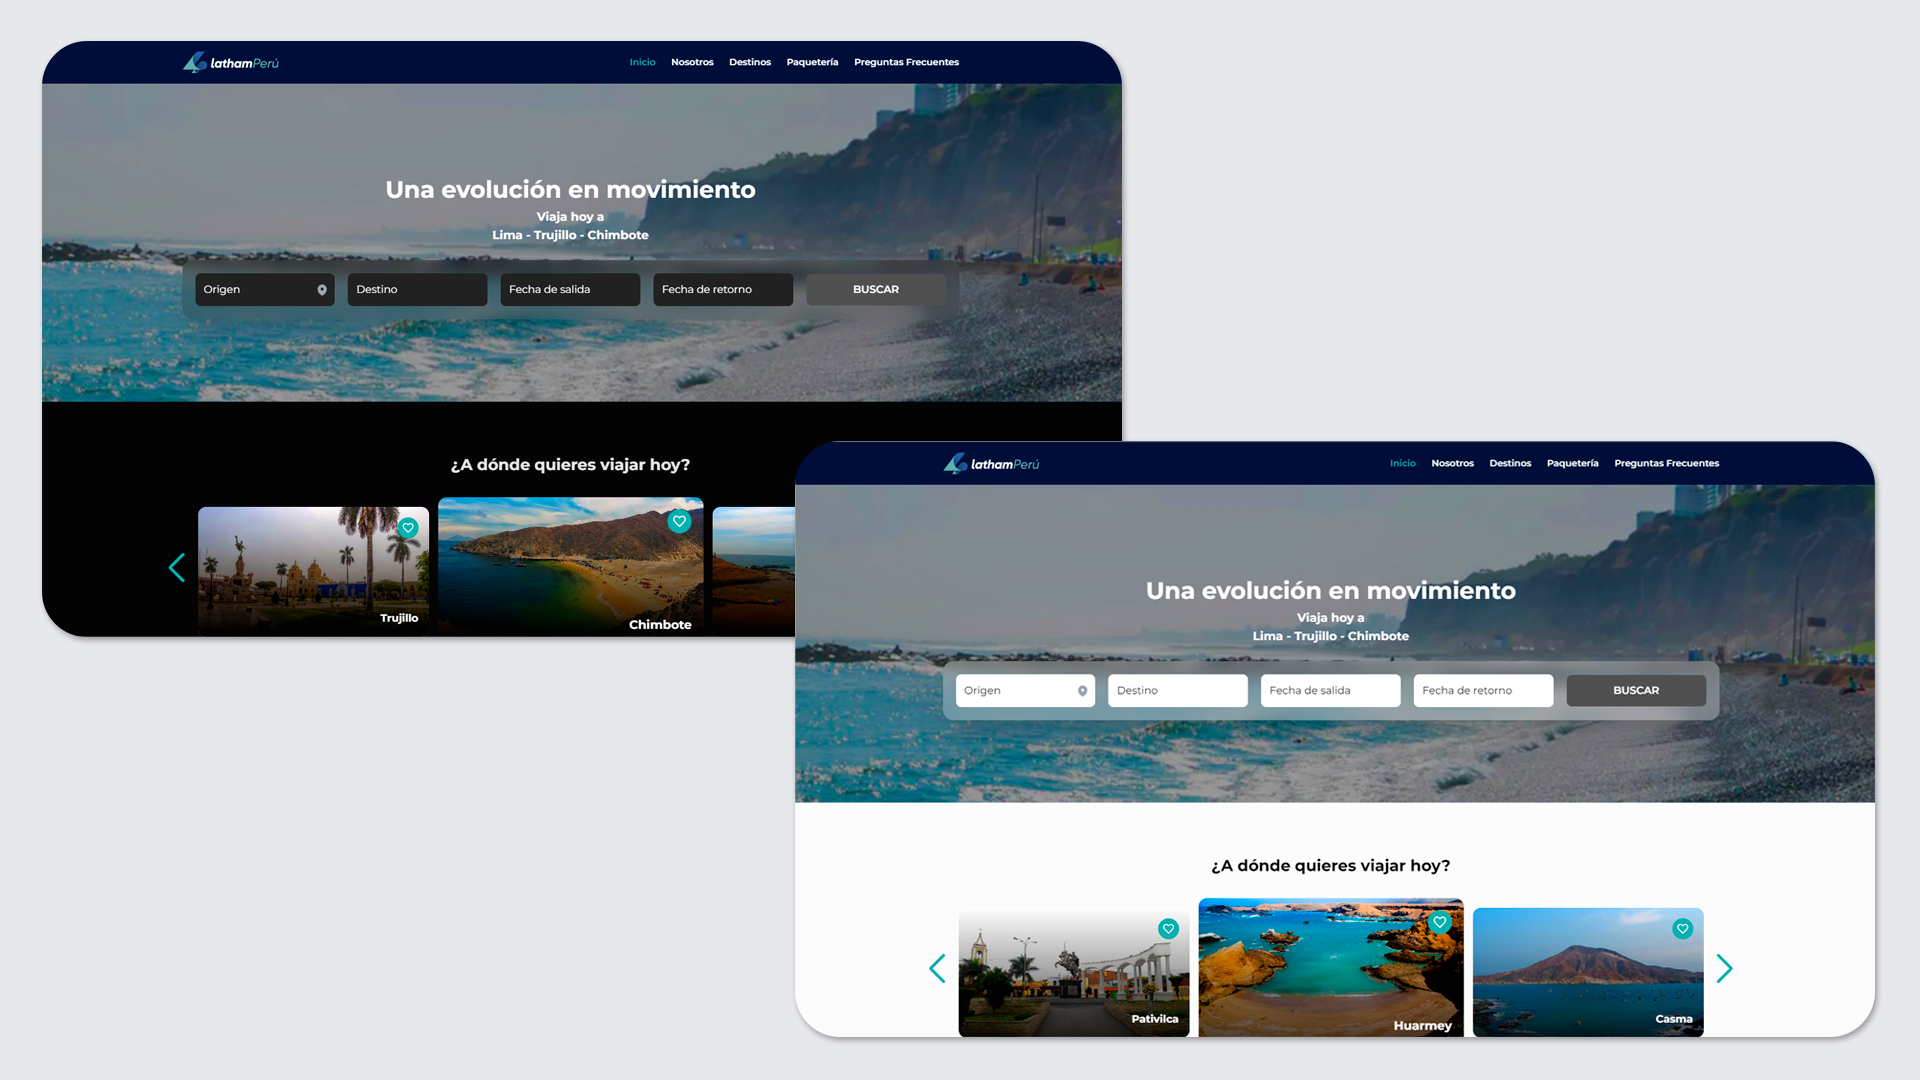 lathamPerú
Inicio Nosotros Destinos Paquetería Preguntas Frecuentes
Una evolución en movimiento
Viaja hoy a
Lima - Trujillo - Chimbote
Origen Destino Fecha de salida Fecha de retorno BUSCAR
¿A dónde quieres viajar hoy?
Trujillo
Chimbote
lathamPerú
Inicio Nosotros Destinos Paquetería Preguntas Frecuentes
Una evolución en movimiento
Viaja hoy a
Lima - Trujillo - Chimbote
Origen Destino Fecha de salida Fecha de retorno BUSCAR
¿A dónde quieres viajar hoy?
Pativilca
Huarmey
Casma